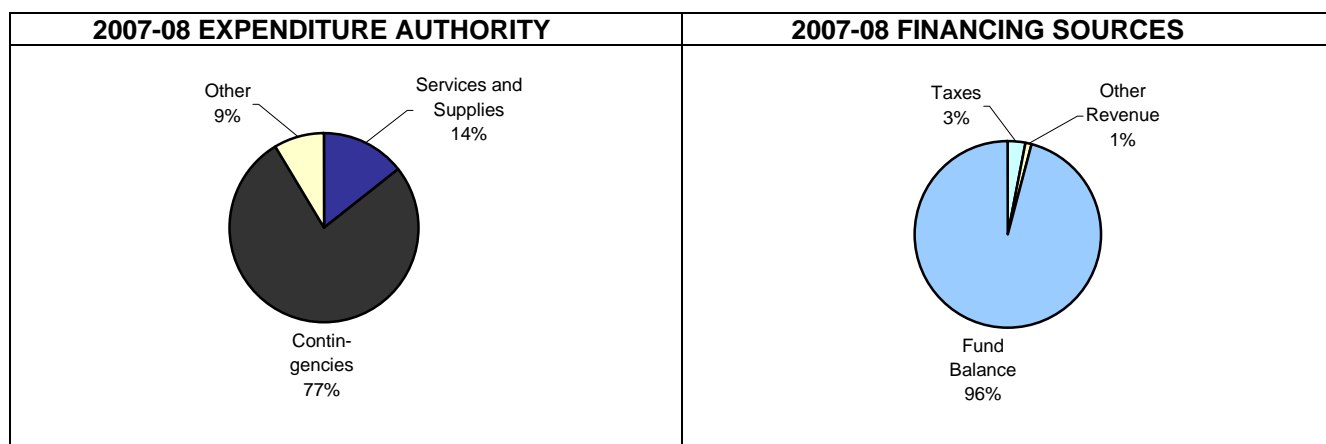 2007-08 EXPENDITURE AUTHORITY
Other
9%
Services and
Supplies
14%
Contin-
gencies
77%
2007-08 FINANCING SOURCES
Taxes
3%
Other
Revenue
1%
Fund
Balance
96%